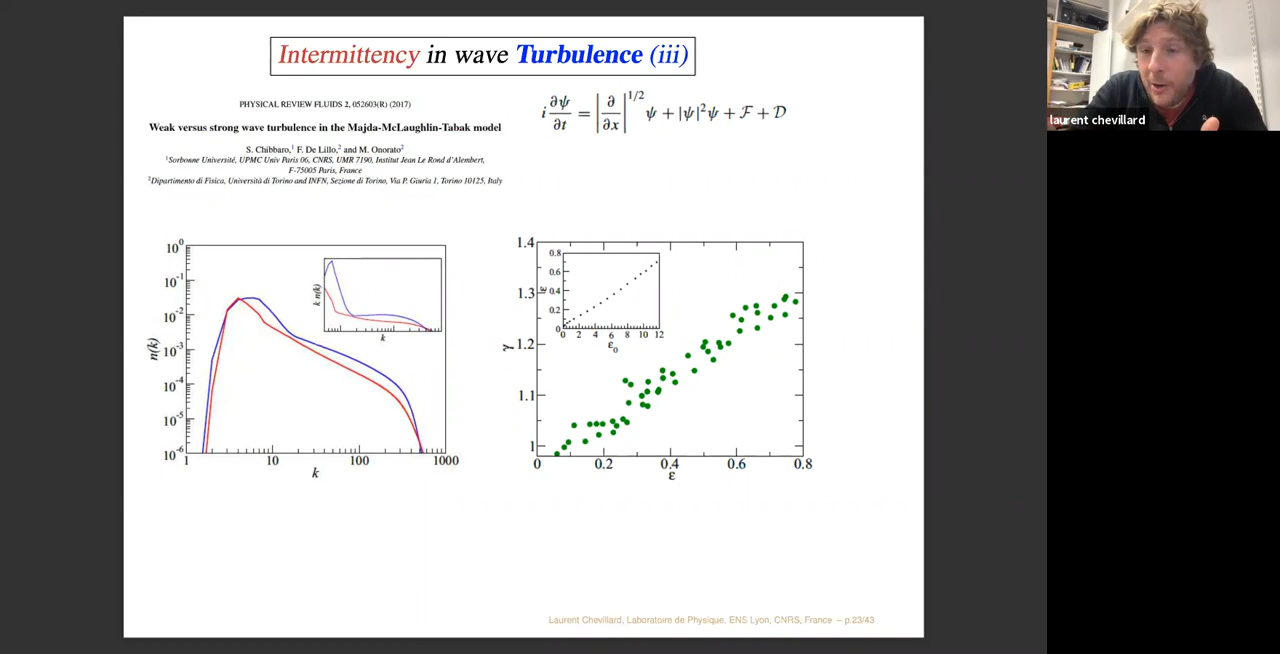 Intermittency in wave Turbulence (iii)
PHYSICAL REVIEW FLUIDS 2, 052603(R) (2017)
Weak versus strong wave turbulence in the Majda-McLaughlin-Tabak model
S. Chibbaro,¹ F. De Lillo,² and M. Onorato²
¹Sorbonne Université, UPMC Univ Paris 06, CNRS, UMR 7190, Institut Jean Le Rond d'Alembert,
F-75005 Paris, France
²Dipartimento di Fisica, Università di Torino and INFN, Sezione di Torino, Via P. Giuria 1, Torino 10125, Italy
i ∂ψ/∂t = |∂/∂x|^1/2 ψ + |ψ|²ψ + F + D
laurent chevillard
10⁰
10⁻¹
10⁻²
10⁻³
10⁻⁴
10⁻⁵
10⁻⁶
n(k)
1 10 100 1000
k
k n(k)
k
1.4
1.3
1.2
1.1
1
γ
0 0.2 0.4 0.6 0.8
ε
0.8
0.6
0.4
0.2
0
ε
0 2 4 6 8 10 12
ε₀
Laurent Chevillard, Laboratoire de Physique, ENS Lyon, CNRS, France – p.23/43